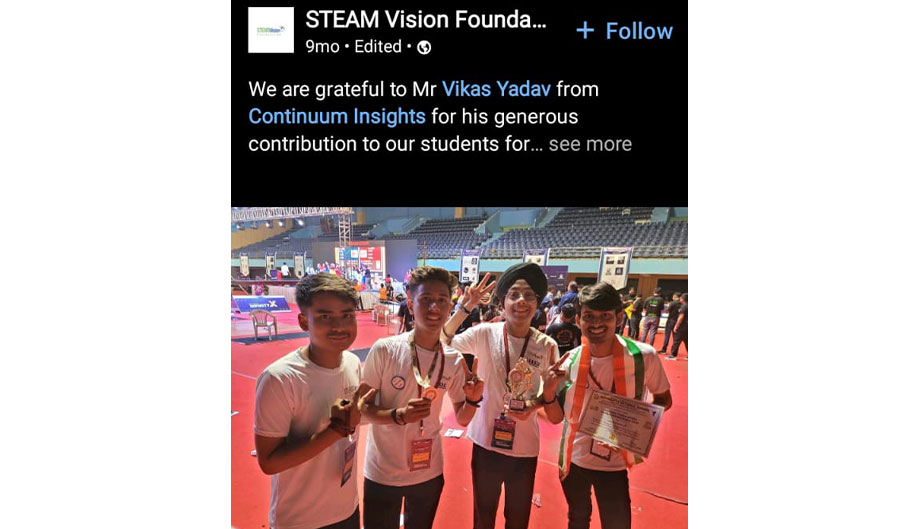 STEAM Vision Founda...
+ Follow
9mo • Edited •
We are grateful to Mr Vikas Yadav from
Continuum Insights for his generous
contribution to our students for... see more